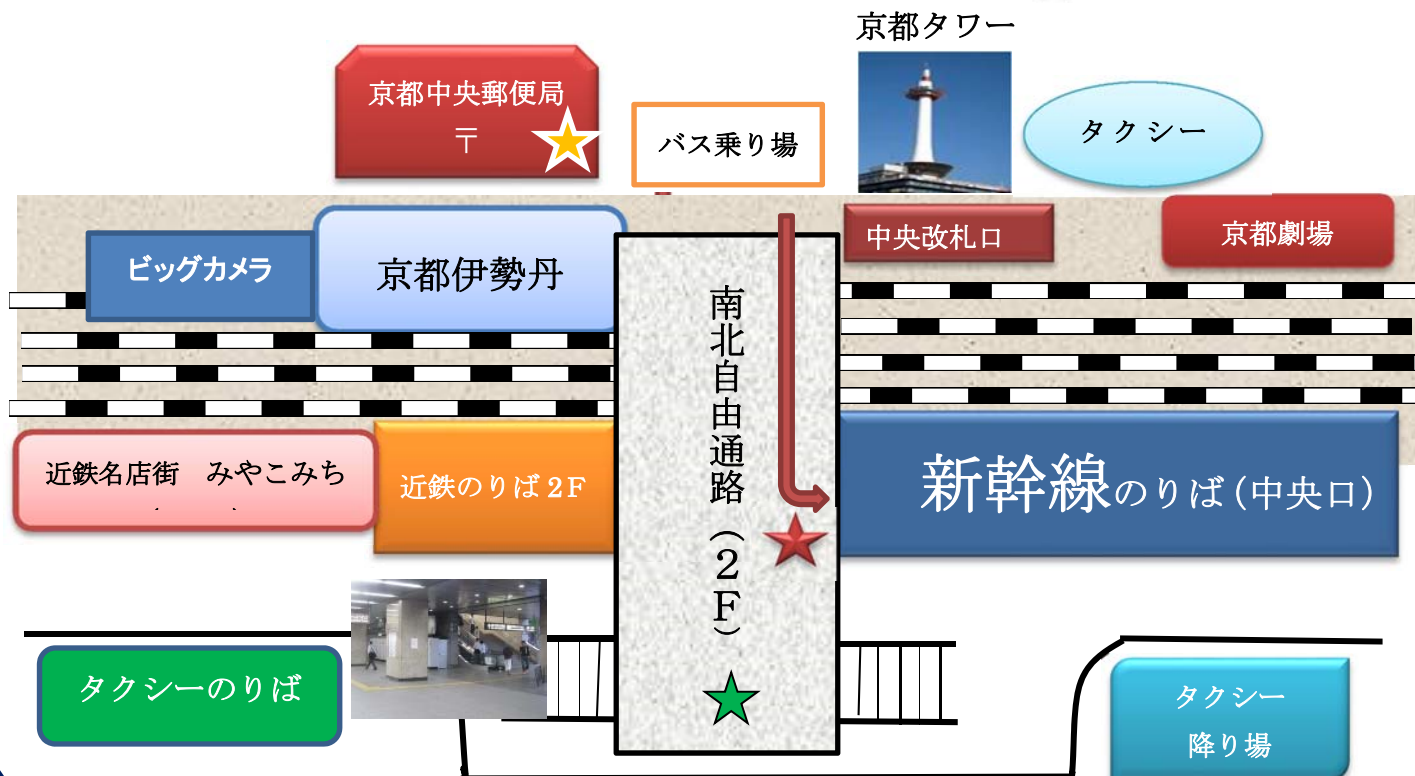 京都タワー
京都中央郵便局
〒
バス乗り場
タクシー
中央改札口
京都劇場
ビッグカメラ
京都伊勢丹
南北自由通路（２Ｆ）
近鉄名店街　みやこみち
近鉄のりば２Ｆ
新幹線のりば（中央口）
タクシーのりば
タクシー
降り場